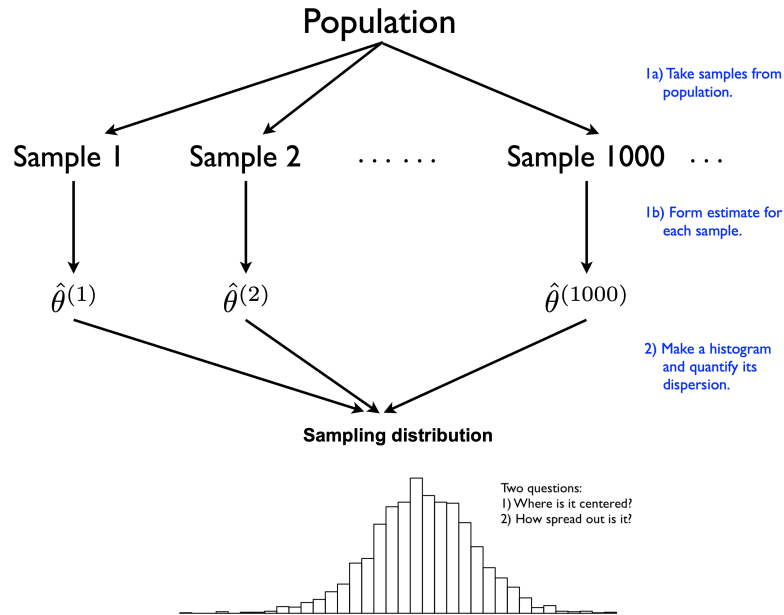 Population
1a) Take samples from
population.
Sample 1
Sample 2
. . . . . .
Sample 1000
. . .
1b) Form estimate for
each sample.
θ̂⁽¹⁾
θ̂⁽²⁾
θ̂⁽¹⁰⁰⁰⁾
2) Make a histogram
and quantify its
dispersion.
Sampling distribution
Two questions:
1) Where is it centered?
2) How spread out is it?